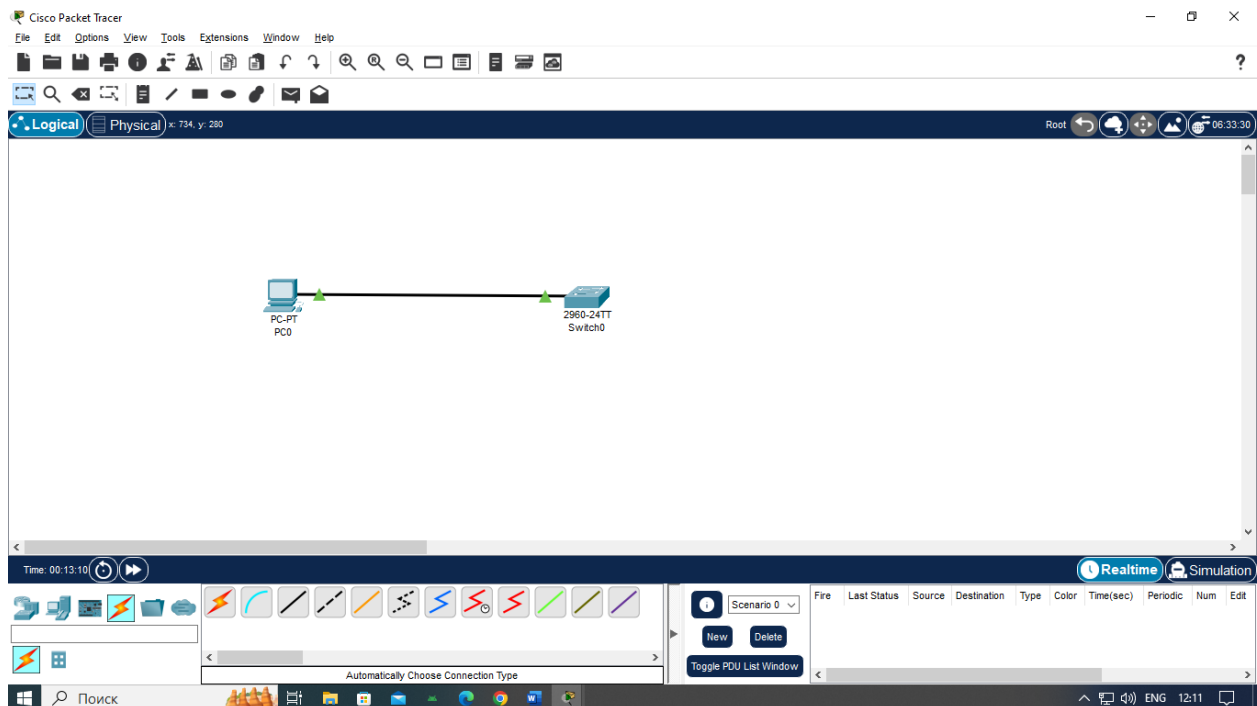 Cisco Packet Tracer
File Edit Options View Tools Extensions Window Help
?
Logical Physical x: 734, y: 280 Root 06:33:30
PC-PT
PC0
2960-24TT
Switch0
Time: 00:13:10 Realtime Simulation
Scenario 0 Fire Last Status Source Destination Type Color Time(sec) Periodic Num Edit
New Delete
Toggle PDU List Window
Automatically Choose Connection Type
Поиск ENG 12:11